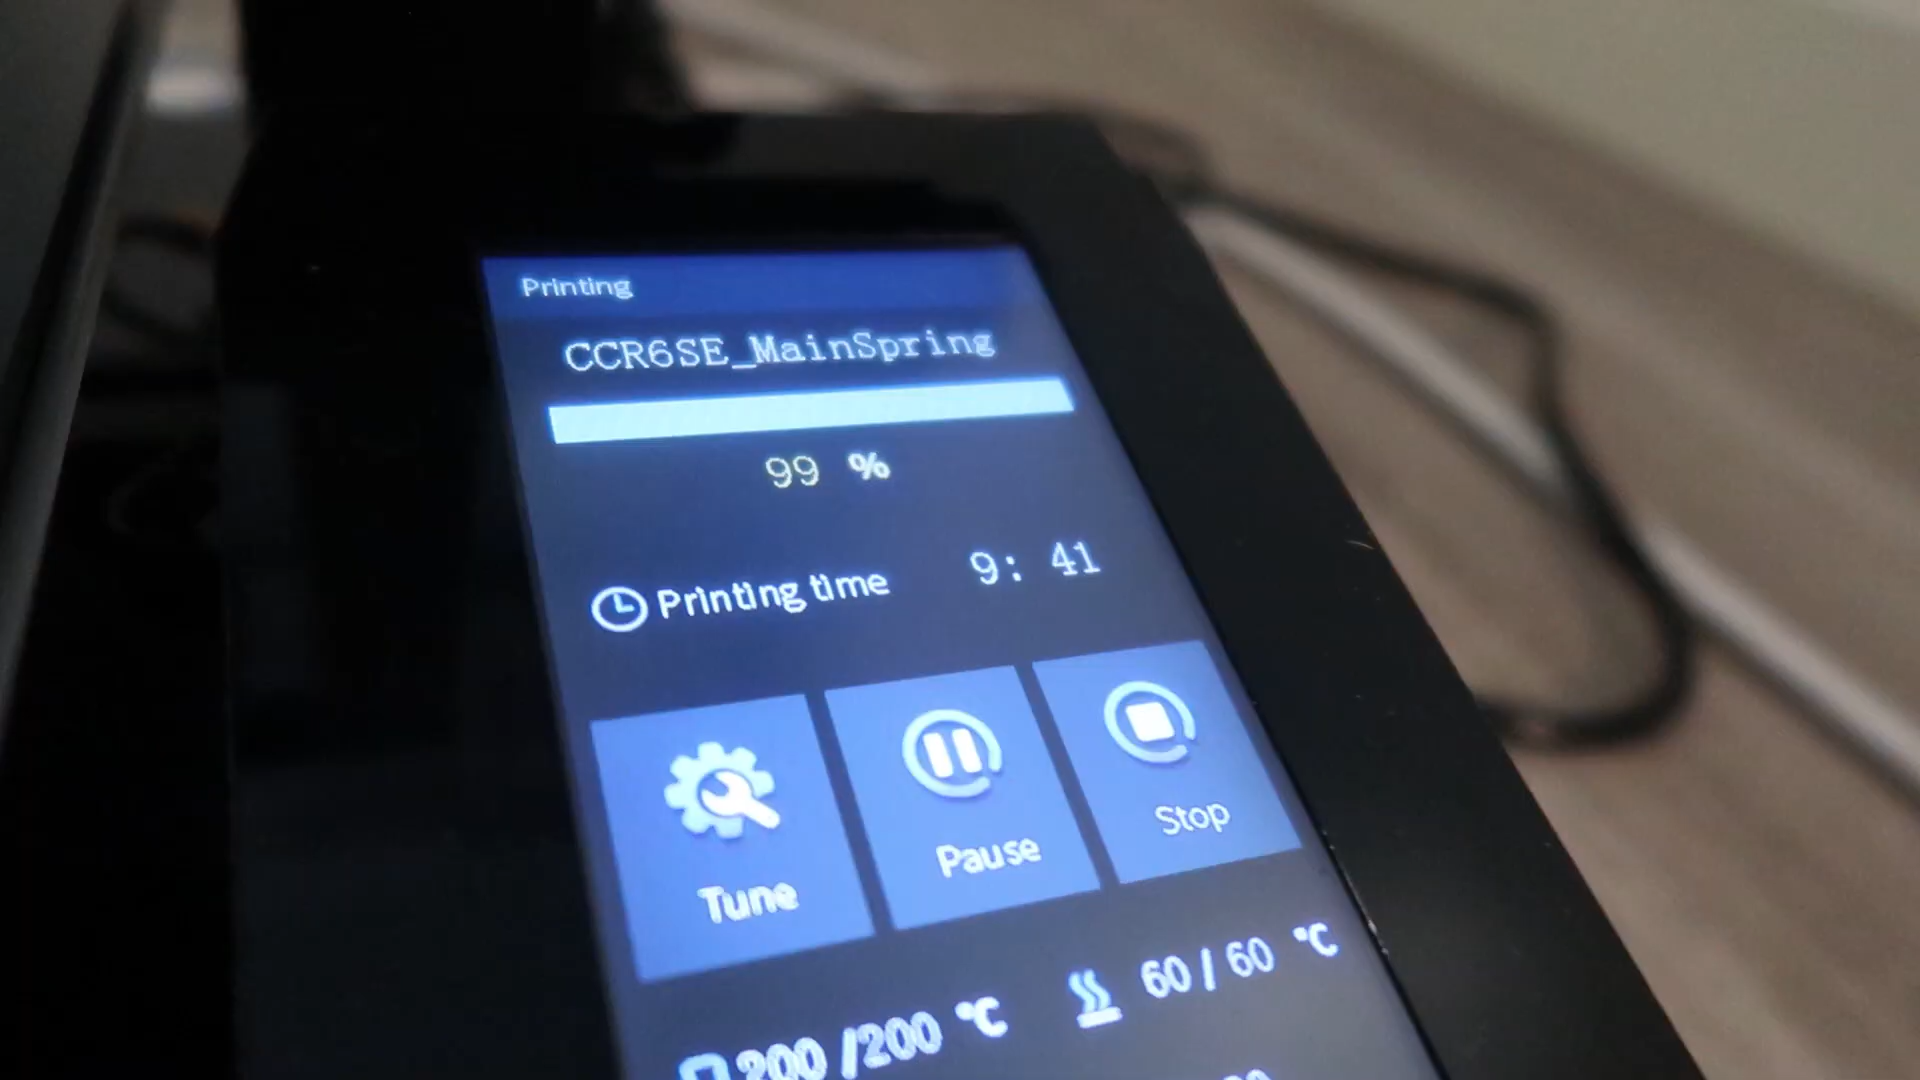 Printing
CCR6SE_MainSpring
99 %
Printing time 9: 41
Tune Pause Stop
200 /200 °C 60 / 60 °C